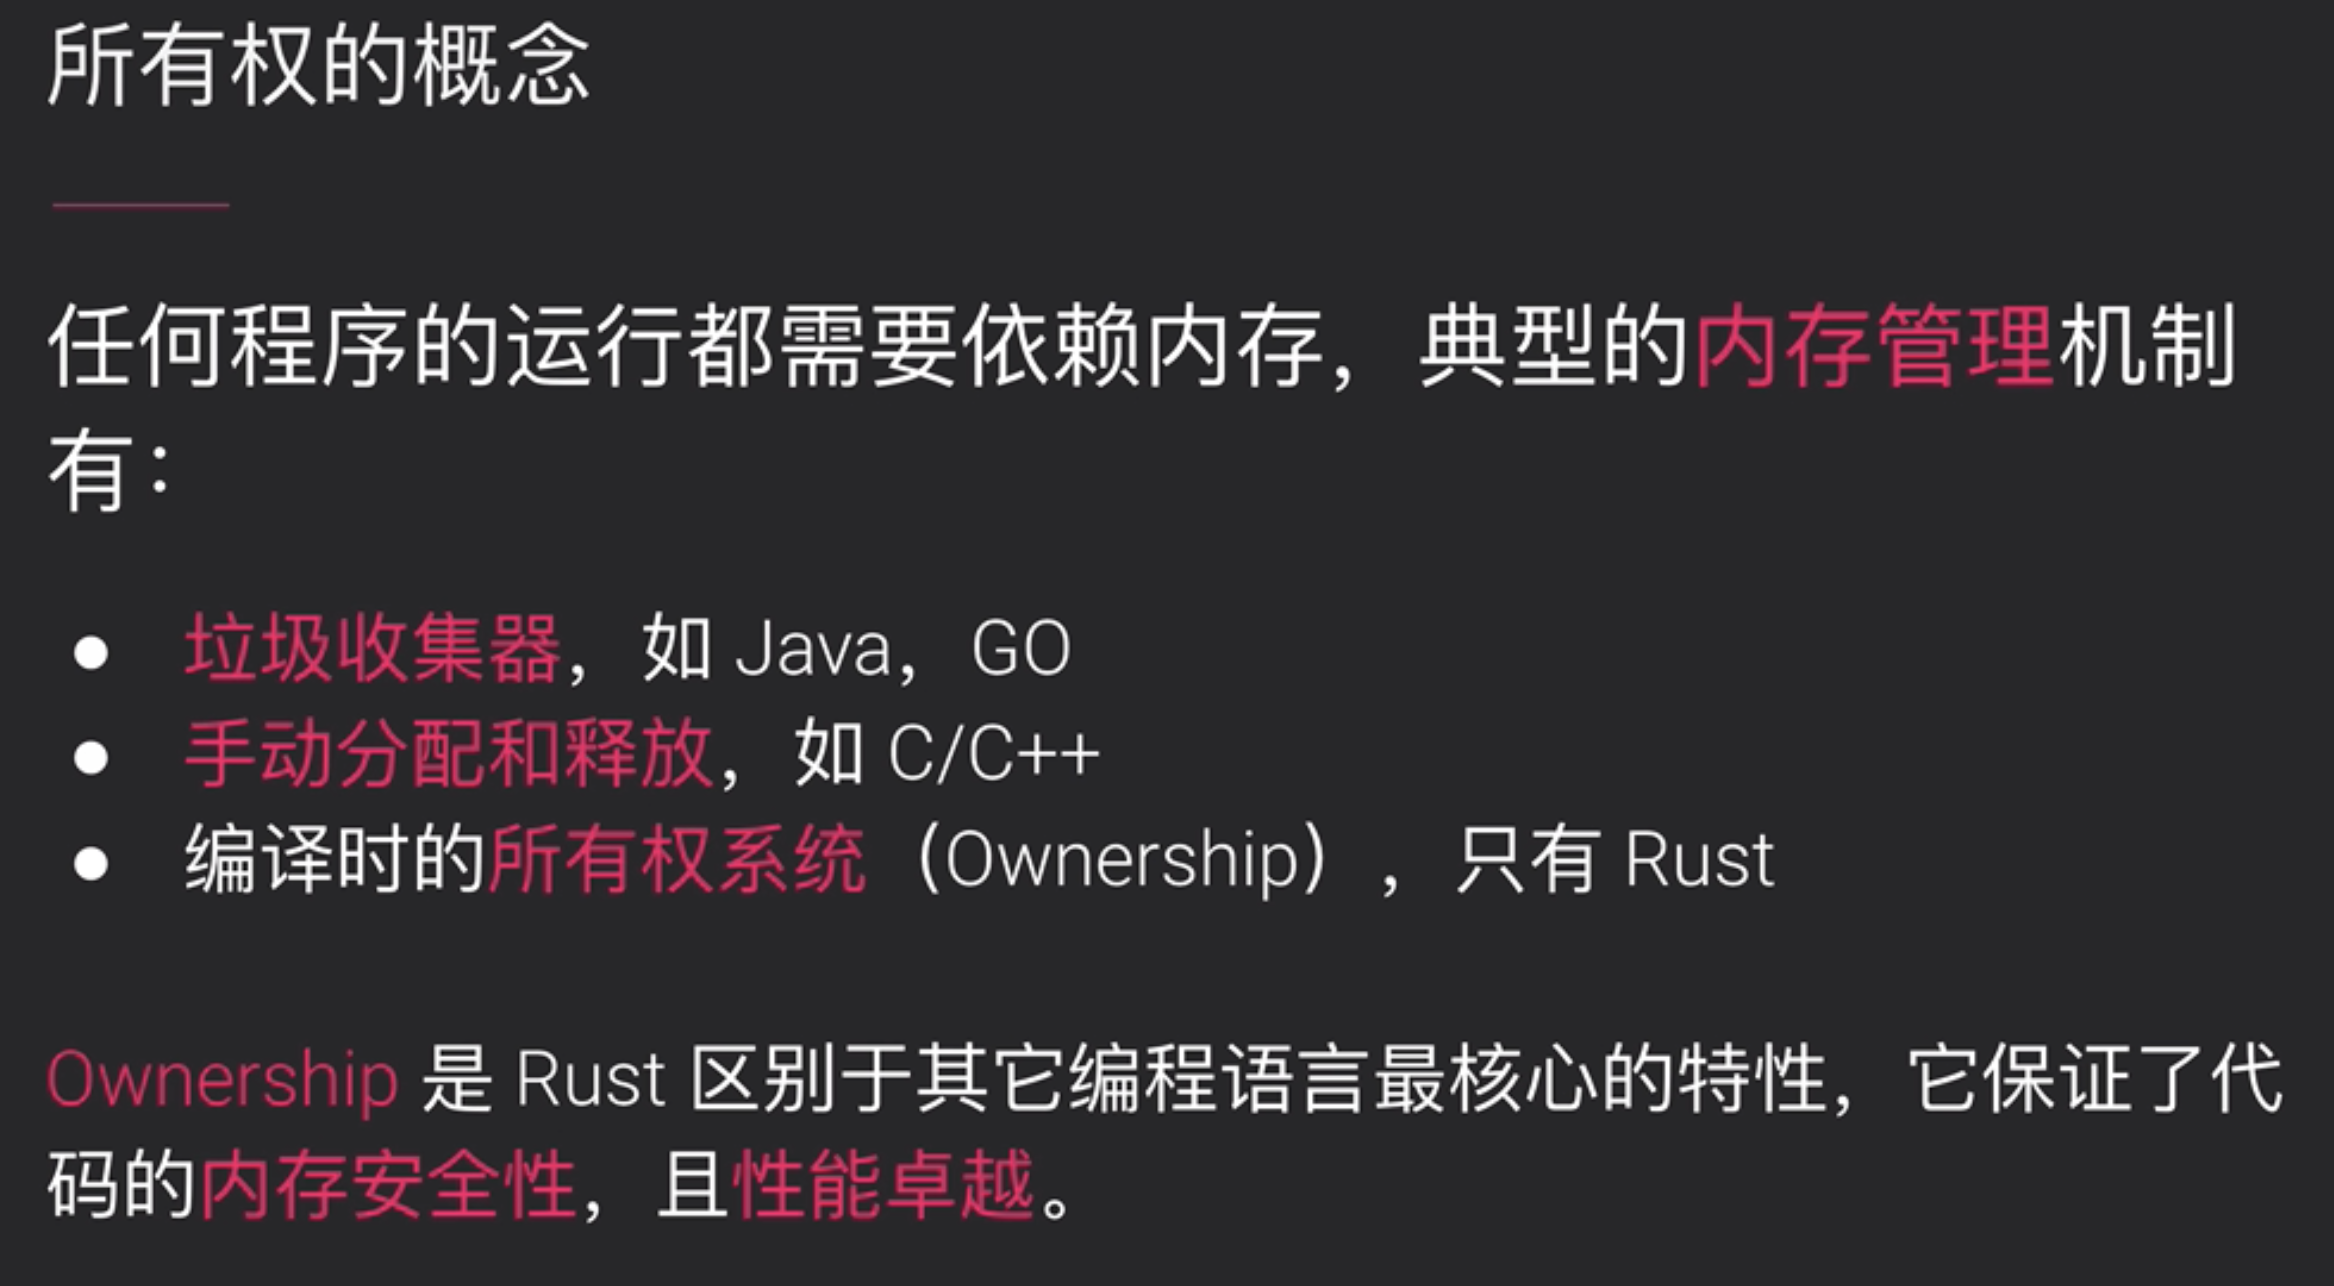 所有权的概念
任何程序的运行都需要依赖内存，典型的内存管理机制
有：
● 垃圾收集器，如 Java，GO
● 手动分配和释放，如 C/C++
● 编译时的所有权系统（Ownership），只有 Rust
Ownership 是 Rust 区别于其它编程语言最核心的特性，它保证了代
码的内存安全性，且性能卓越。